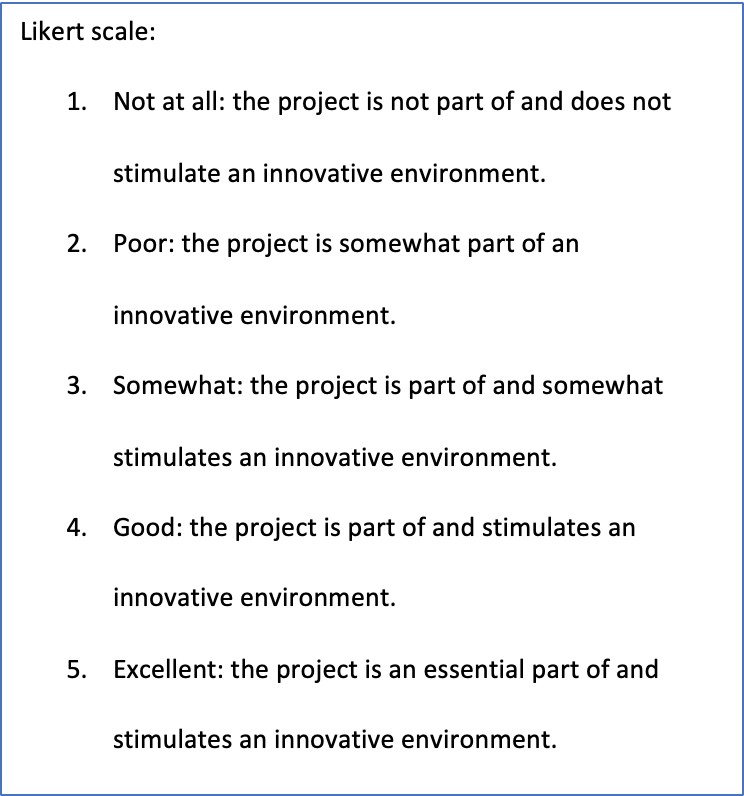 Likert scale:
1. Not at all: the project is not part of and does not
stimulate an innovative environment.
2. Poor: the project is somewhat part of an
innovative environment.
3. Somewhat: the project is part of and somewhat
stimulates an innovative environment.
4. Good: the project is part of and stimulates an
innovative environment.
5. Excellent: the project is an essential part of and
stimulates an innovative environment.